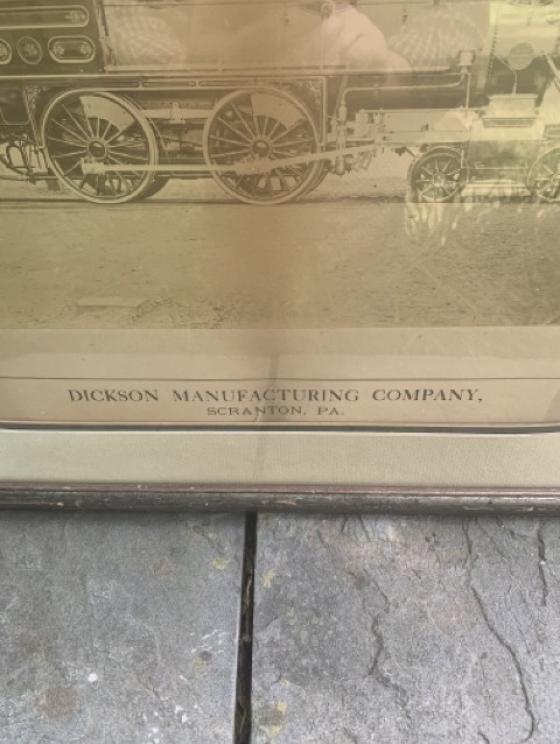 DICKSON MANUFACTURING COMPANY,
SCRANTON, PA.